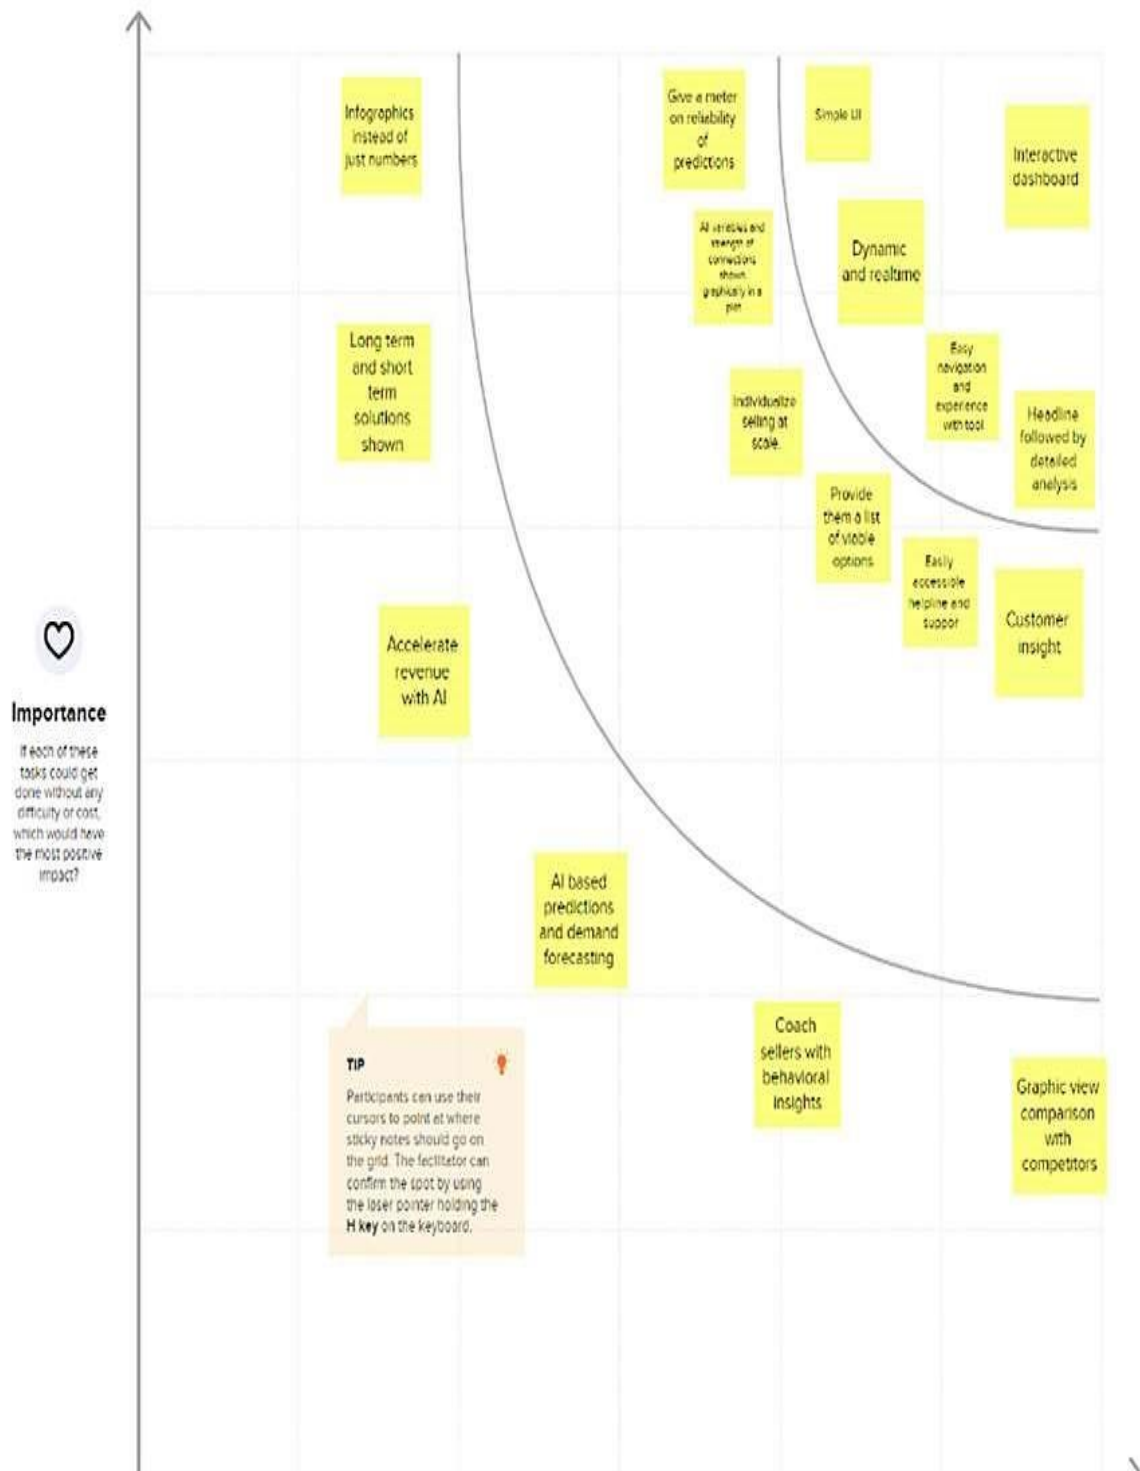 Infographics
instead of
just numbers
Give a meter
on reliability
of
predictions
Simple UI
Interactive
dashboard
AI variables and
strength of
connections
shown
graphically in a
plot
Dynamic
and realtime
Long term
and short
term
solutions
shown
Easy
navigation
and
experience
with tool
Individualize
selling at
scale.
Headline
followed by
detailed
analysis
Provide
them a list
of viable
options
Easily
accessible
helpline and
suppor
Customer
insight
Accelerate
revenue
with AI
Importance
If each of these
tasks could get
done without any
difficulty or cost,
which would have
the most positive
impact?
AI based
predictions
and demand
forecasting
Coach
sellers with
behavioral
insights
Graphic view
comparison
with
competitors
TIP
Participants can use their
cursors to point at where
sticky notes should go on
the grid. The facilitator can
confirm the spot by using
the laser pointer holding the
H key on the keyboard.